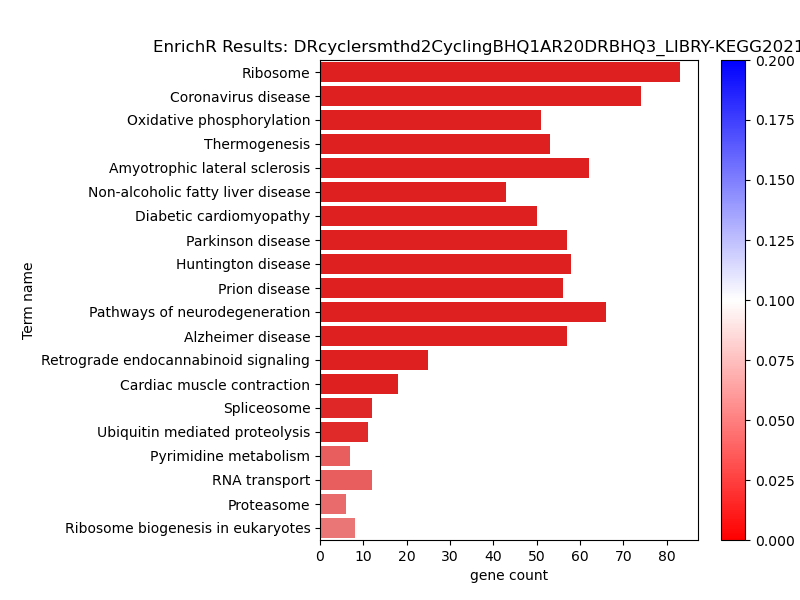 EnrichR Results: DRcyclersmthd2CyclingBHQ1AR20DRBHQ3_LIBRY-KEGG2021
Term name
Ribosome
Coronavirus disease
Oxidative phosphorylation
Thermogenesis
Amyotrophic lateral sclerosis
Non-alcoholic fatty liver disease
Diabetic cardiomyopathy
Parkinson disease
Huntington disease
Prion disease
Pathways of neurodegeneration
Alzheimer disease
Retrograde endocannabinoid signaling
Cardiac muscle contraction
Spliceosome
Ubiquitin mediated proteolysis
Pyrimidine metabolism
RNA transport
Proteasome
Ribosome biogenesis in eukaryotes
0 10 20 30 40 50 60 70 80
gene count
0.200
0.175
0.150
0.125
0.100
0.075
0.050
0.025
0.000